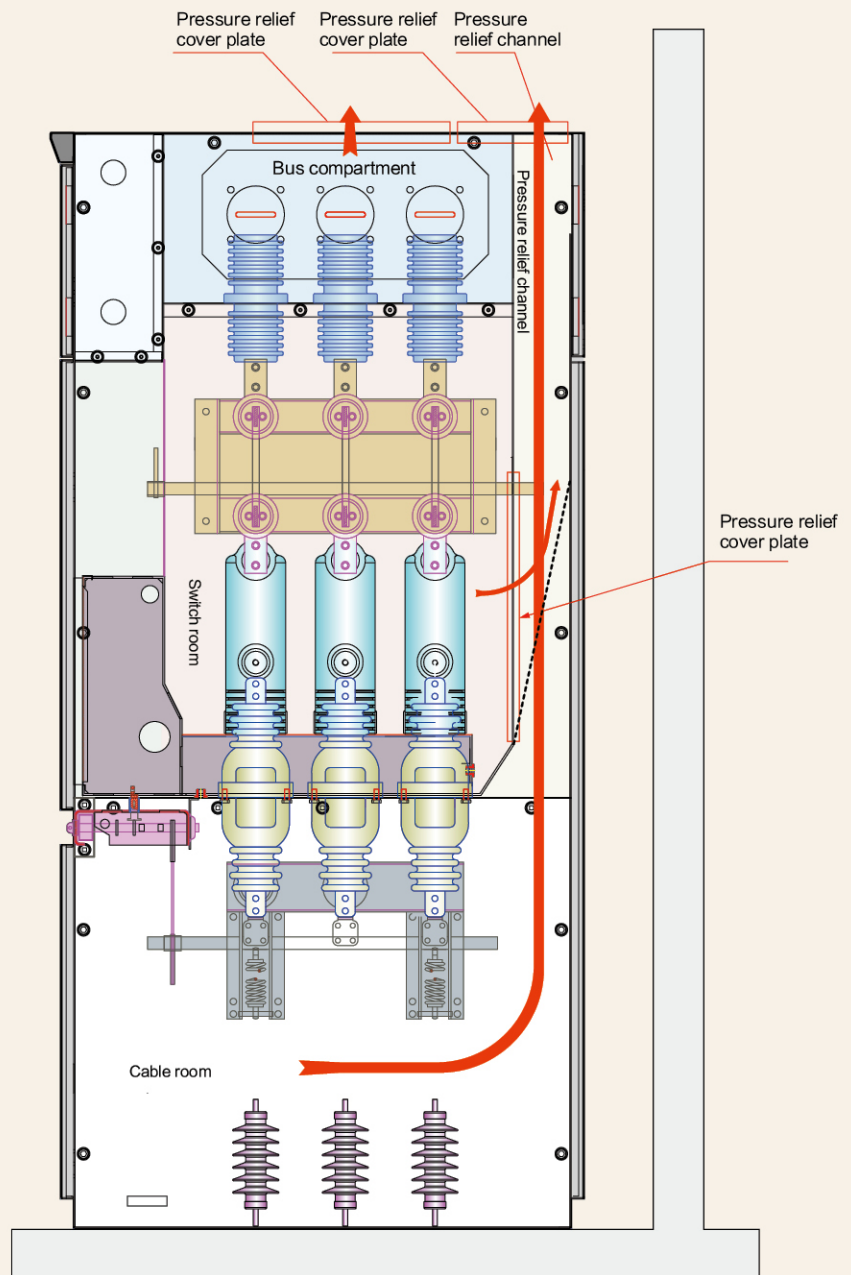 Pressure relief
cover plate
Pressure relief
cover plate
Pressure
relief channel
Bus compartment
Pressure relief channel
Pressure relief
cover plate
Switch room
Cable room